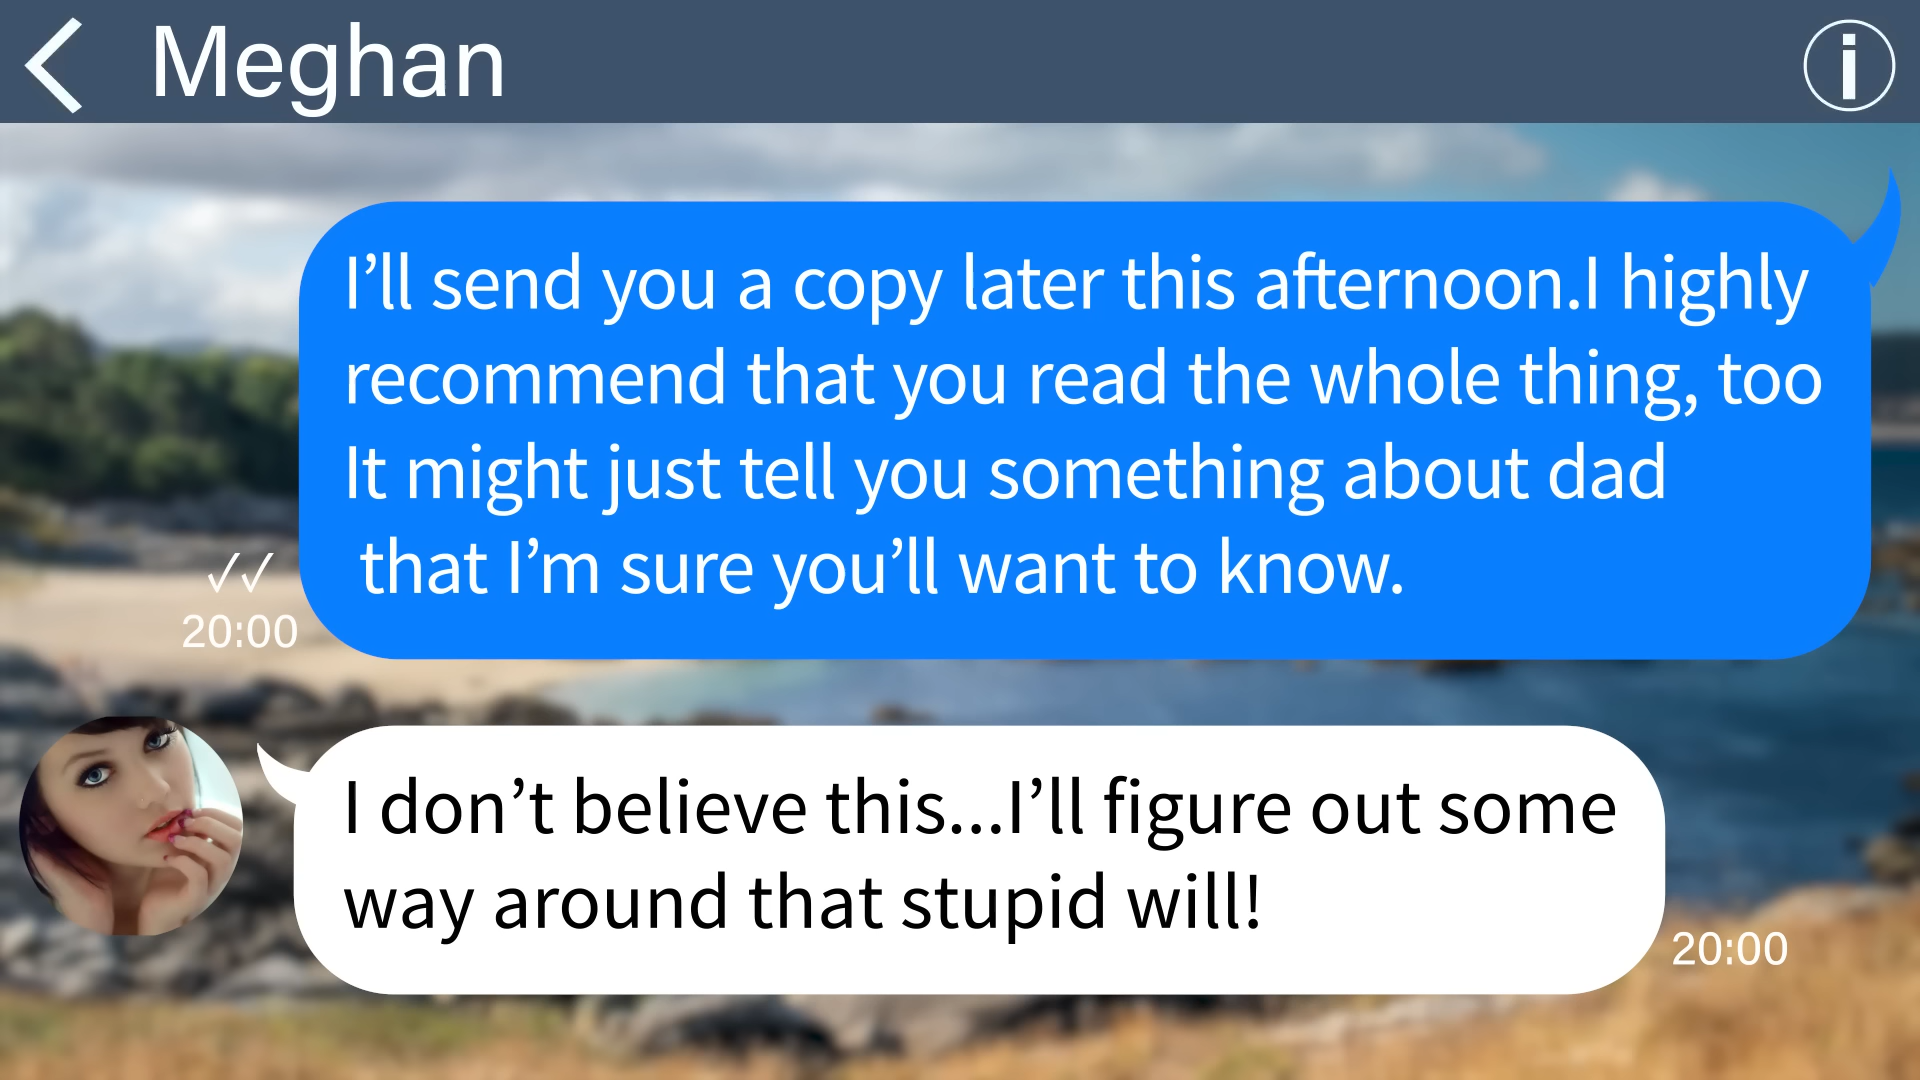 Meghan
I’ll send you a copy later this afternoon.I highly
recommend that you read the whole thing, too
It might just tell you something about dad
that I’m sure you’ll want to know.
20:00
I don’t believe this...I’ll figure out some
way around that stupid will!
20:00